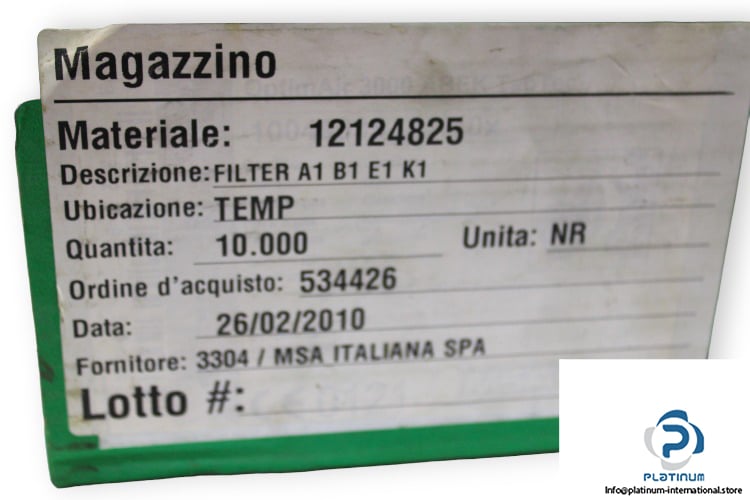 Magazzino
Materiale: 12124825
Descrizione: FILTER A1 B1 E1 K1
Ubicazione: TEMP
Quantita: 10.000 Unita: NR
Ordine d'acquisto: 534426
Data: 26/02/2010
Fornitore: 3304 / MSA ITALIANA SPA
Lotto #:
PLATINUM
Info@platinum-international.store